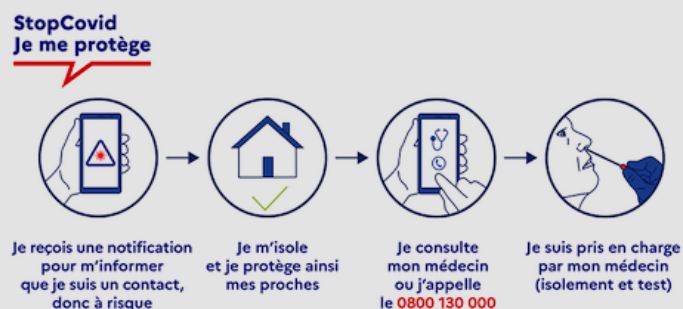 StopCovid
Je me protège
Je reçois une notification
pour m'informer
que je suis un contact,
donc à risque
Je m'isole
et je protège ainsi
mes proches
Je consulte
mon médecin
ou j'appelle
le 0800 130 000
Je suis pris en charge
par mon médecin
(isolement et test)